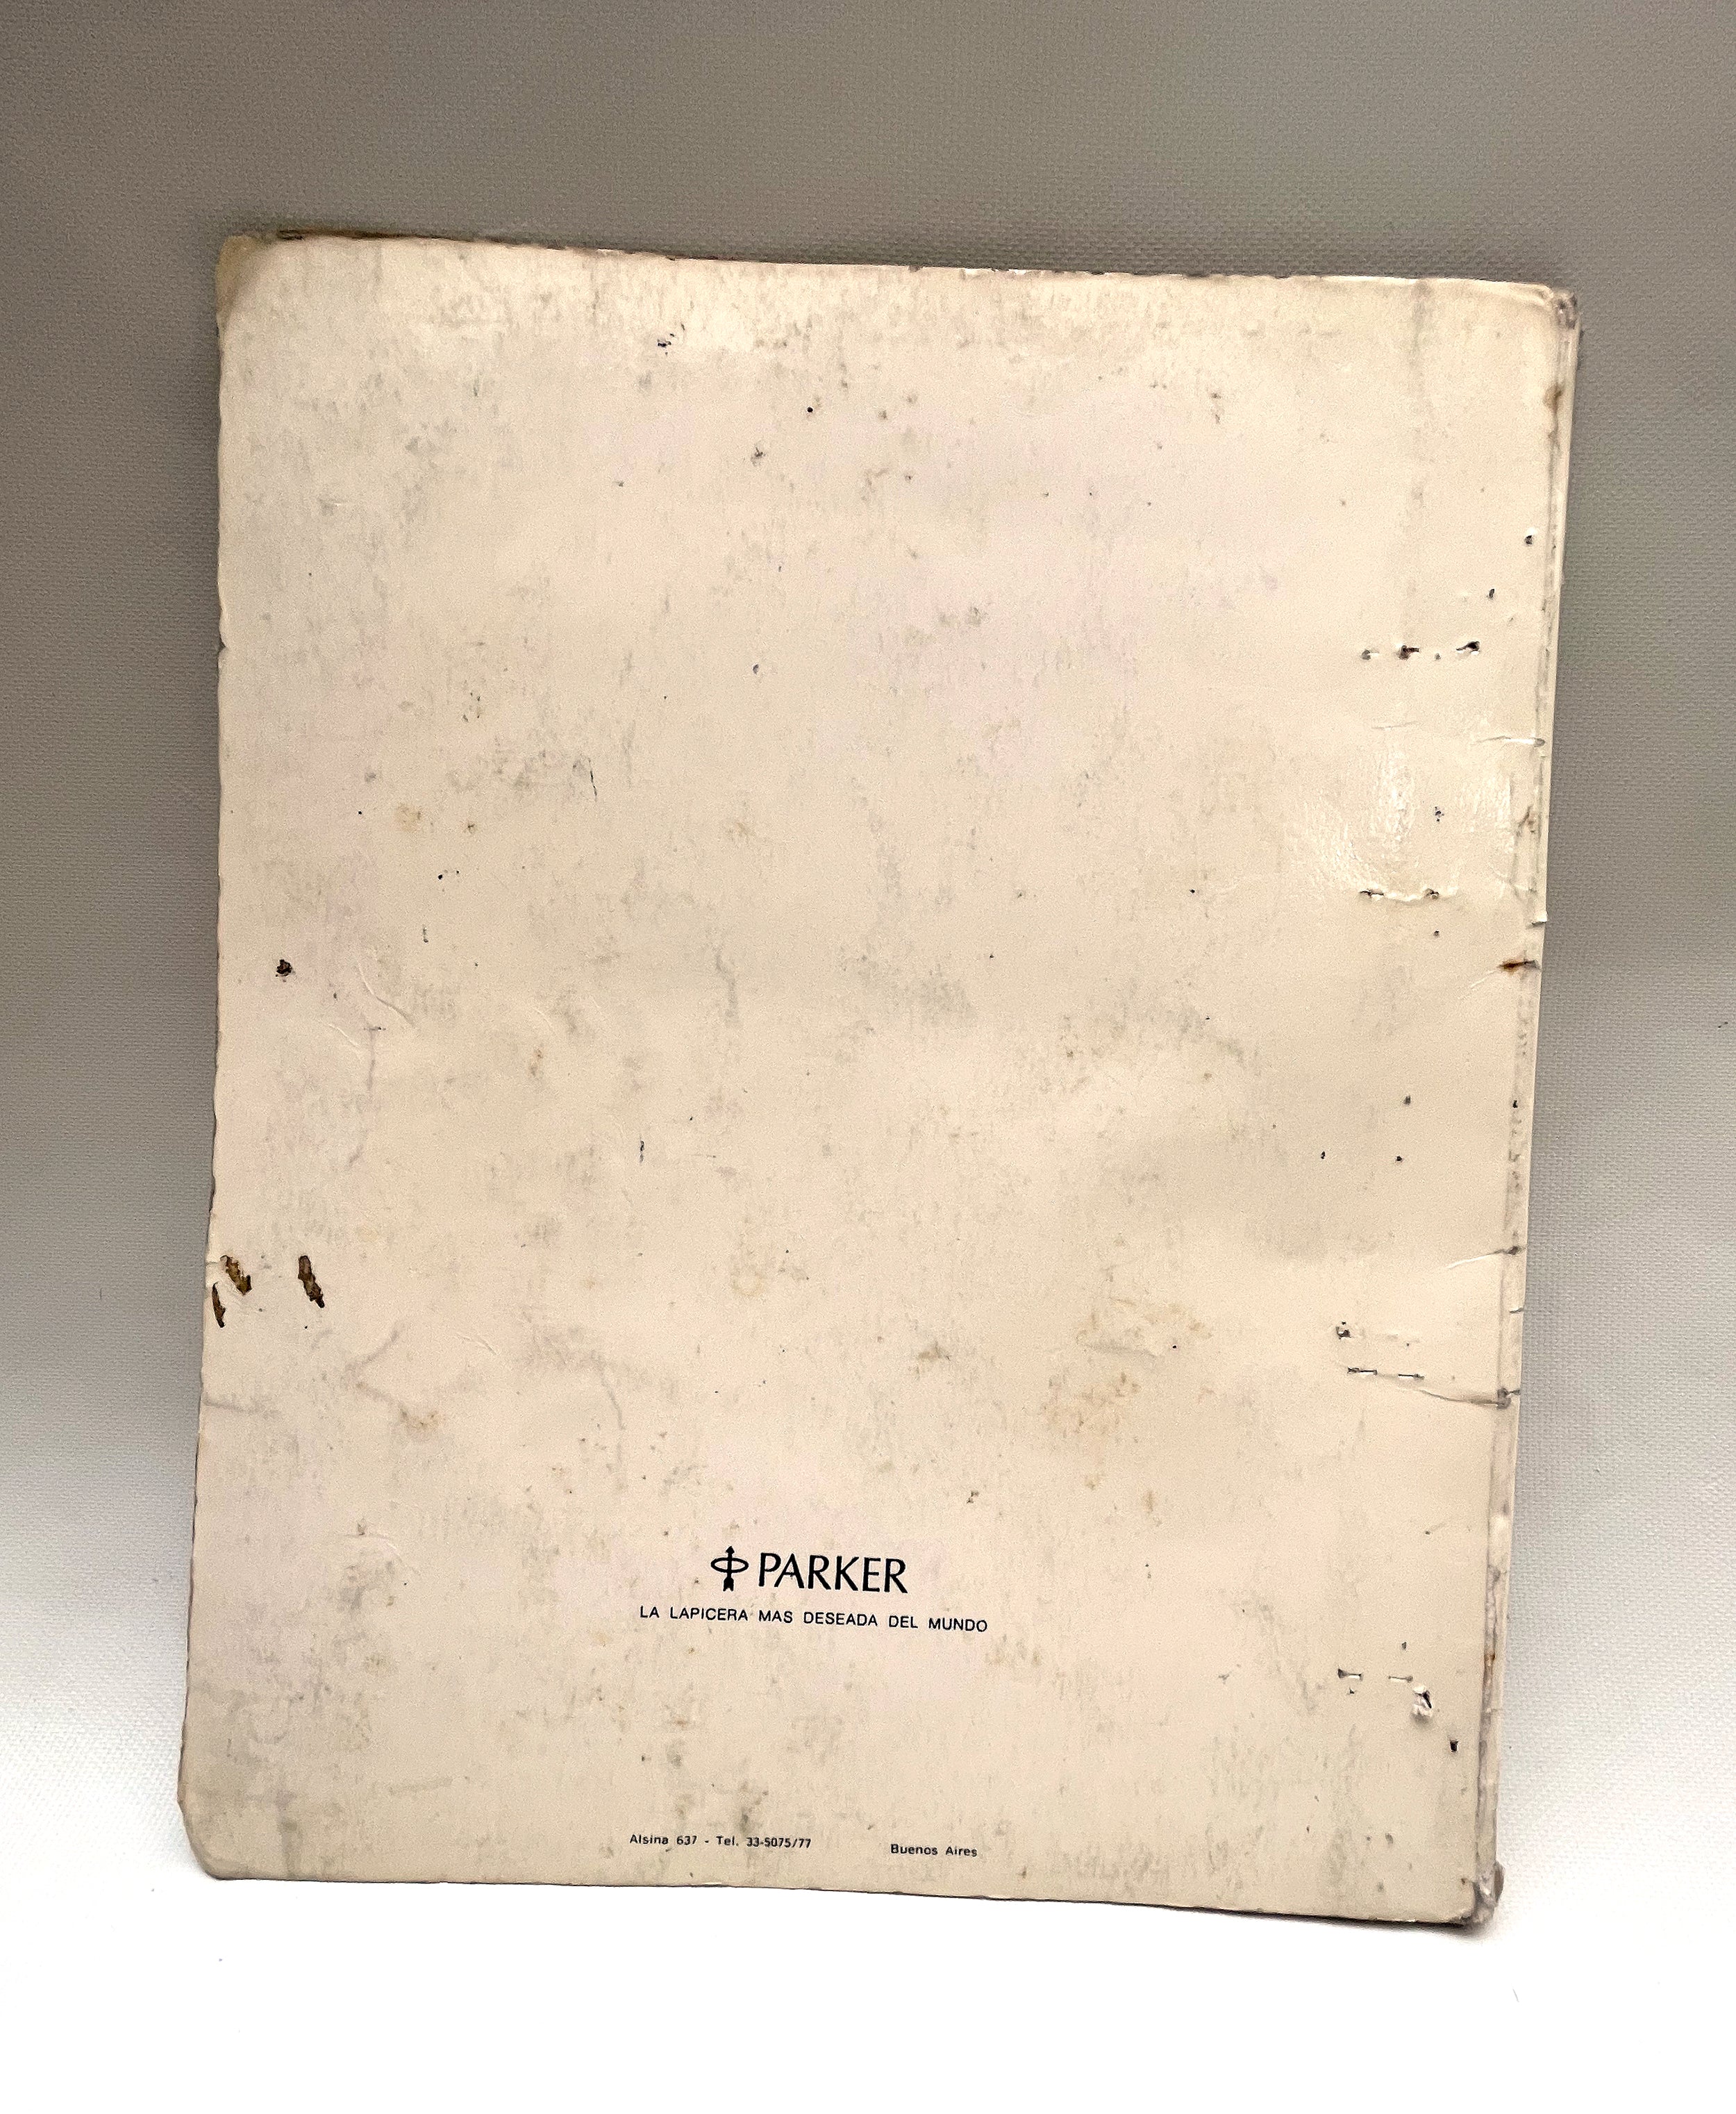 PARKER
LA LAPICERA MAS DESEADA DEL MUNDO
Alsina 637 - Tel. 33-5075/77 Buenos Aires